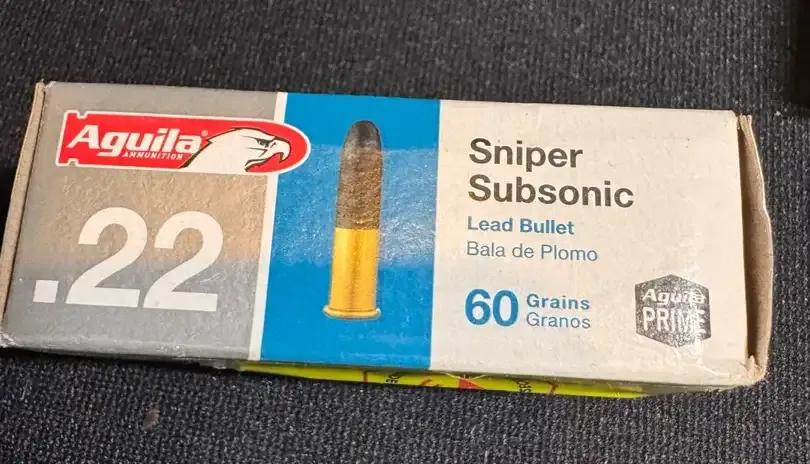 Aguila®
AMMUNITION
.22
Sniper
Subsonic
Lead Bullet
Bala de Plomo
60 Grains
Granos
Aguila
PRIME